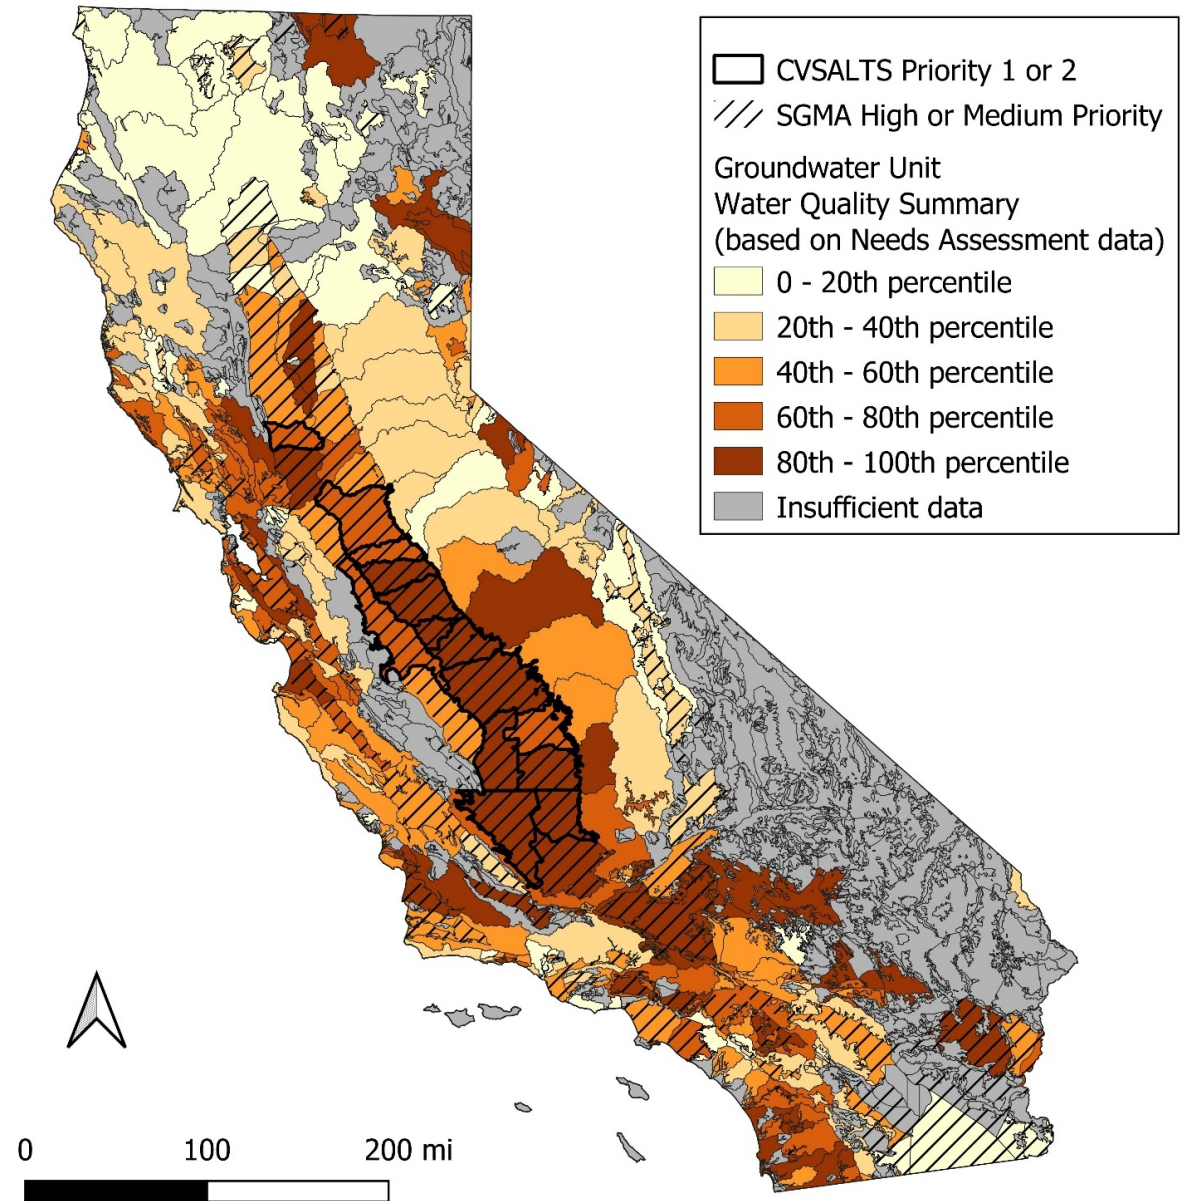 CVSALTS Priority 1 or 2
SGMA High or Medium Priority
Groundwater Unit
Water Quality Summary
(based on Needs Assessment data)
0 - 20th percentile
20th - 40th percentile
40th - 60th percentile
60th - 80th percentile
80th - 100th percentile
Insufficient data
0 100 200 mi